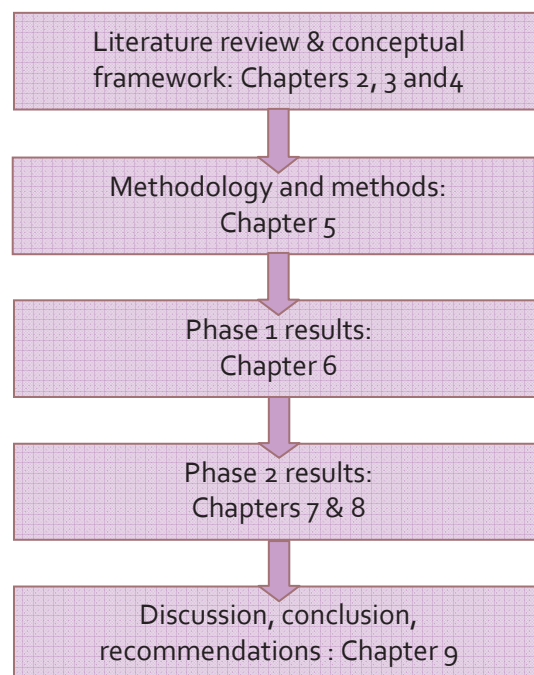 Literature review & conceptual
framework: Chapters 2, 3 and4
Methodology and methods:
Chapter 5
Phase 1 results:
Chapter 6
Phase 2 results:
Chapters 7 & 8
Discussion, conclusion,
recommendations : Chapter 9